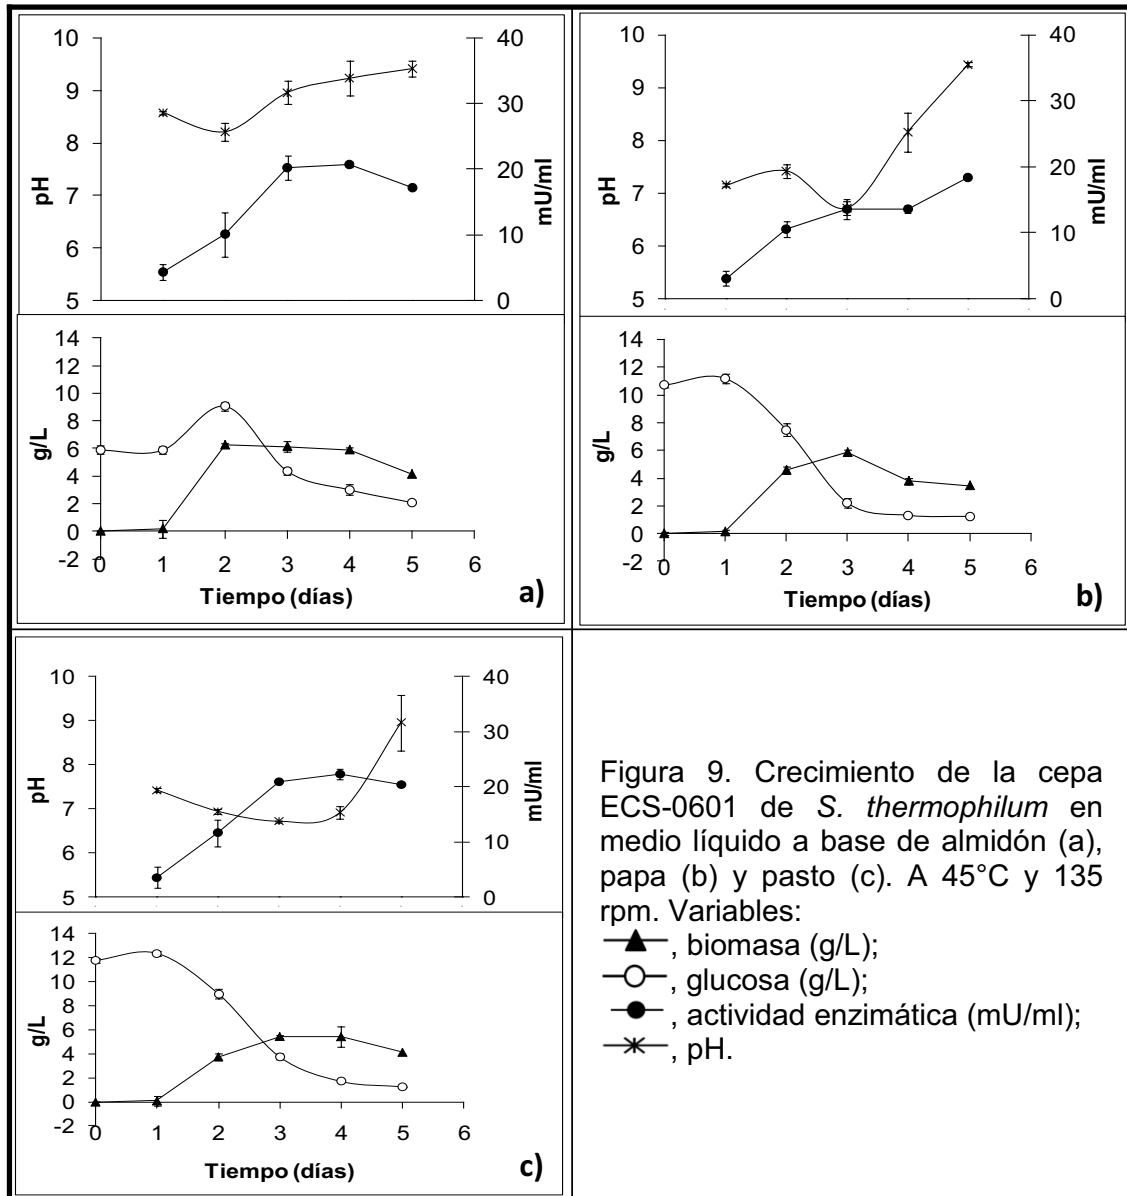 10
9
8
7
6
5
pH
40
30
20
10
0
mU/ml
14
12
10
8
6
4
2
0
-2
g/L
0 1 2 3 4 5 6
Tiempo (días)
a)
10
9
8
7
6
5
pH
40
30
20
10
0
mU/ml
14
12
10
8
6
4
2
0
-2
g/L
0 1 2 3 4 5 6
Tiempo (días)
b)
10
9
8
7
6
5
pH
40
30
20
10
0
mU/ml
14
12
10
8
6
4
2
0
-2
g/L
0 1 2 3 4 5 6
Tiempo (días)
c)
Figura 9. Crecimiento de la cepa
ECS-0601 de S. thermophilum en
medio líquido a base de almidón (a),
papa (b) y pasto (c). A 45°C y 135
rpm. Variables:
, biomasa (g/L);
, glucosa (g/L);
, actividad enzimática (mU/ml);
, pH.